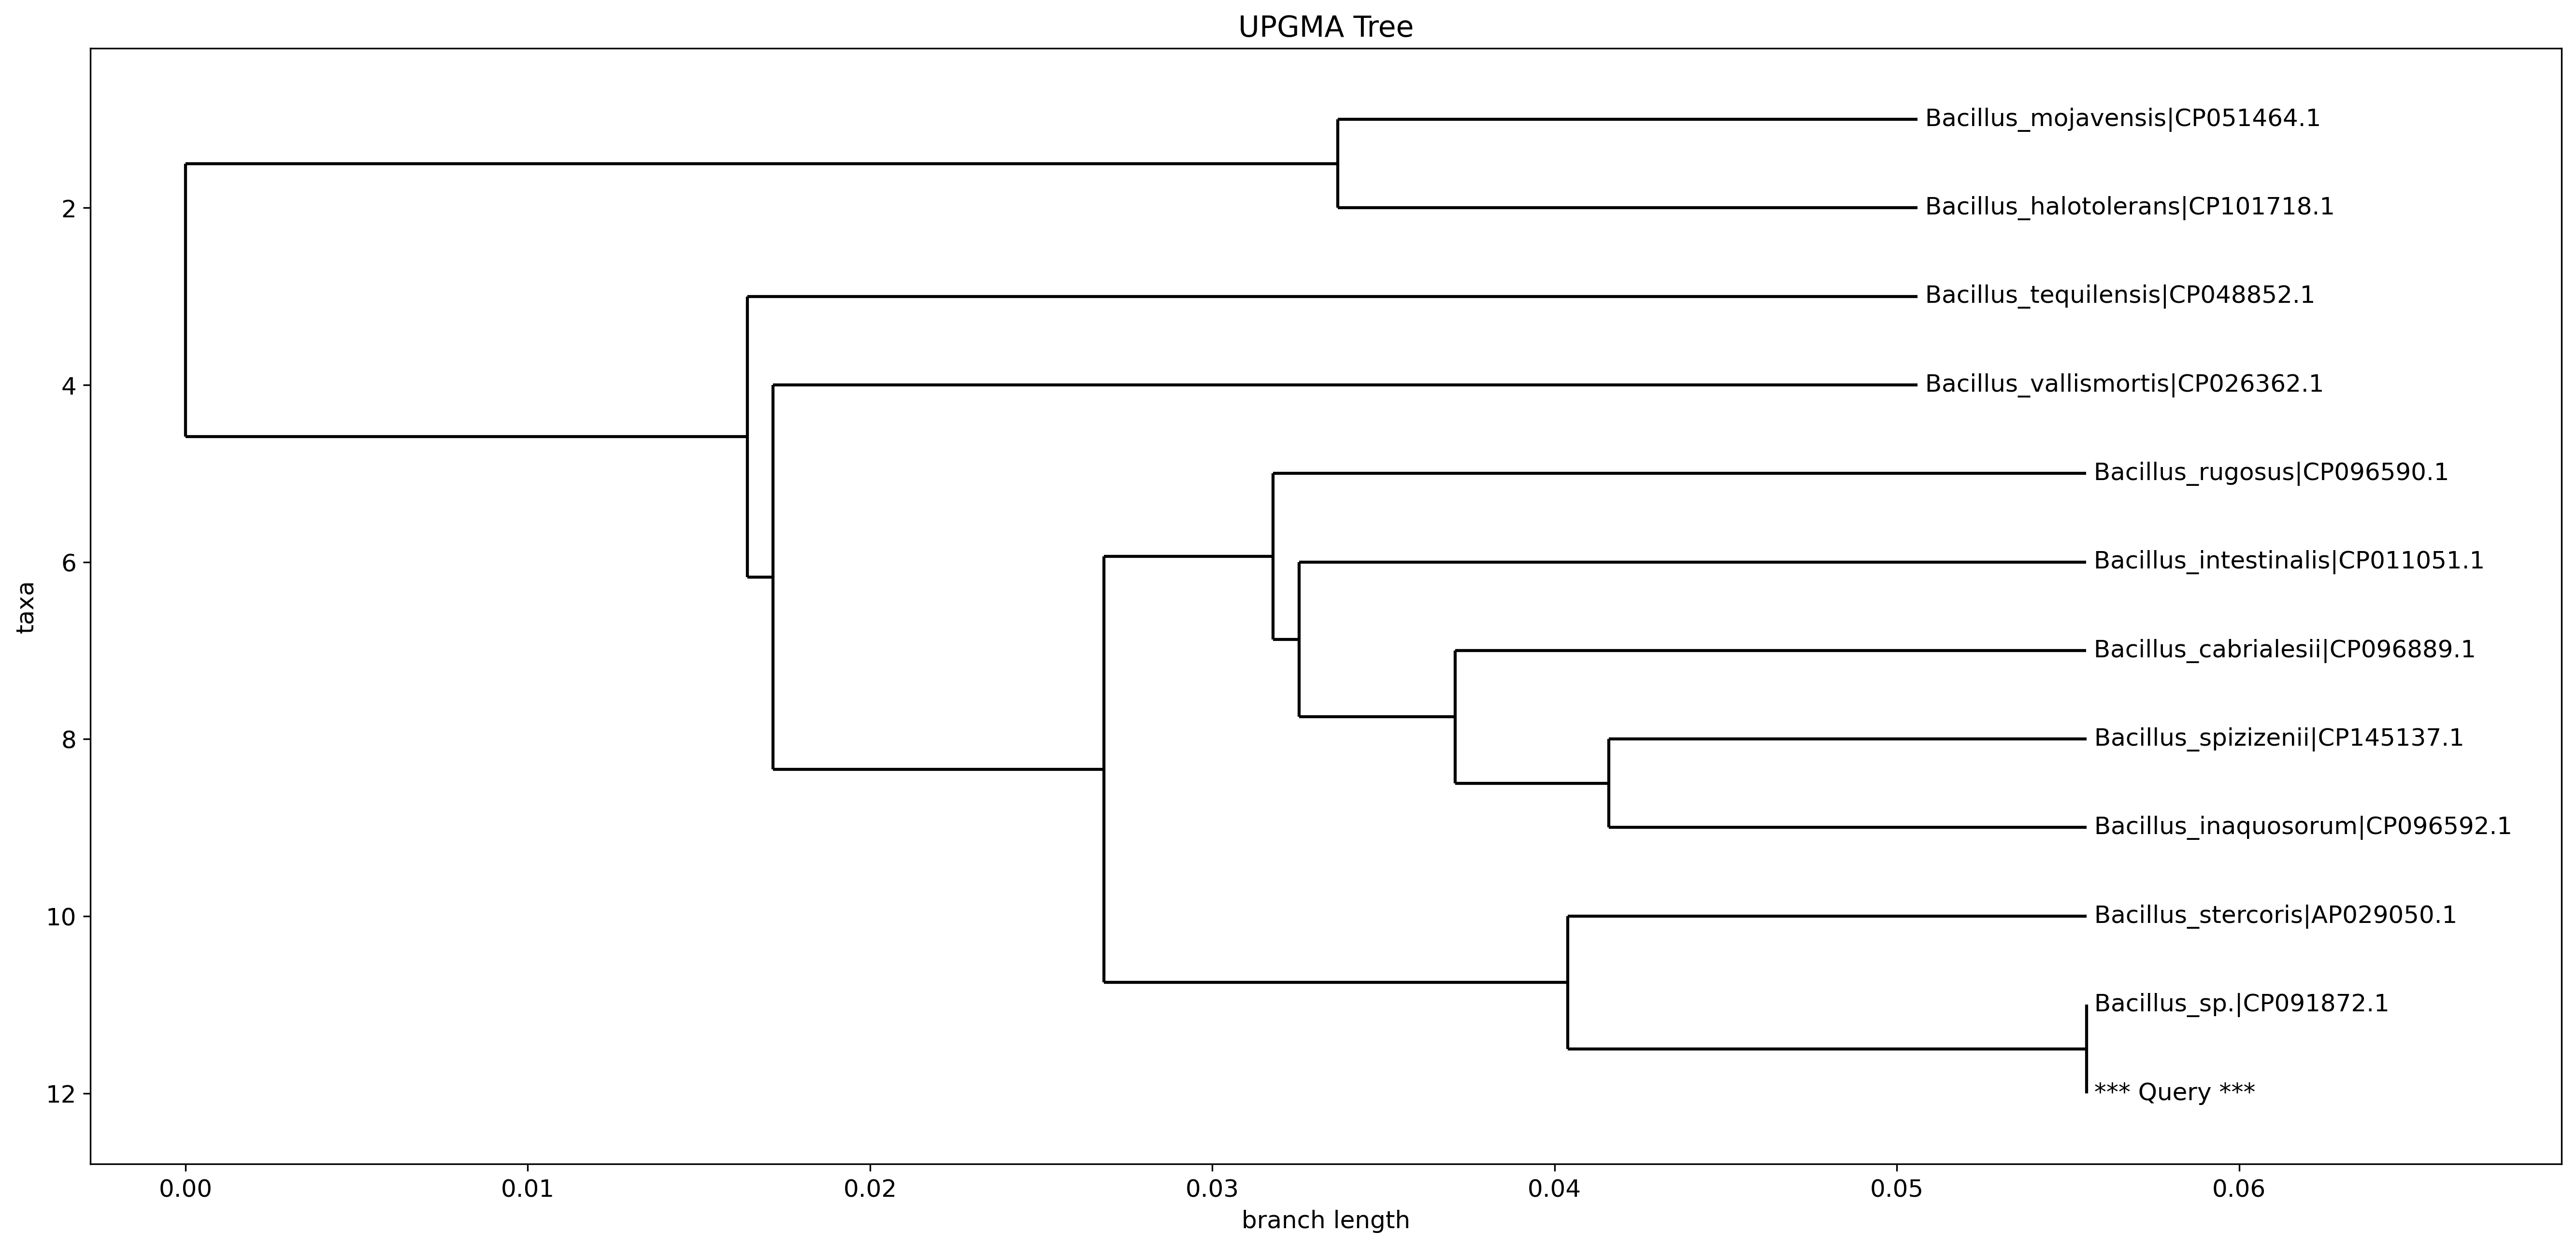 UPGMA Tree
Bacillus_mojavensis|CP051464.1
2
Bacillus_halotolerans|CP101718.1
Bacillus_tequilensis|CP048852.1
4
Bacillus_vallismortis|CP026362.1
Bacillus_rugosus|CP096590.1
6
Bacillus_intestinalis|CP011051.1
taxa
Bacillus_cabrialesii|CP096889.1
8
Bacillus_spizizenii|CP145137.1
Bacillus_inaquosorum|CP096592.1
10
Bacillus_stercoris|AP029050.1
Bacillus_sp.|CP091872.1
12
*** Query ***
0.00 0.01 0.02 0.03 0.04 0.05 0.06
branch length